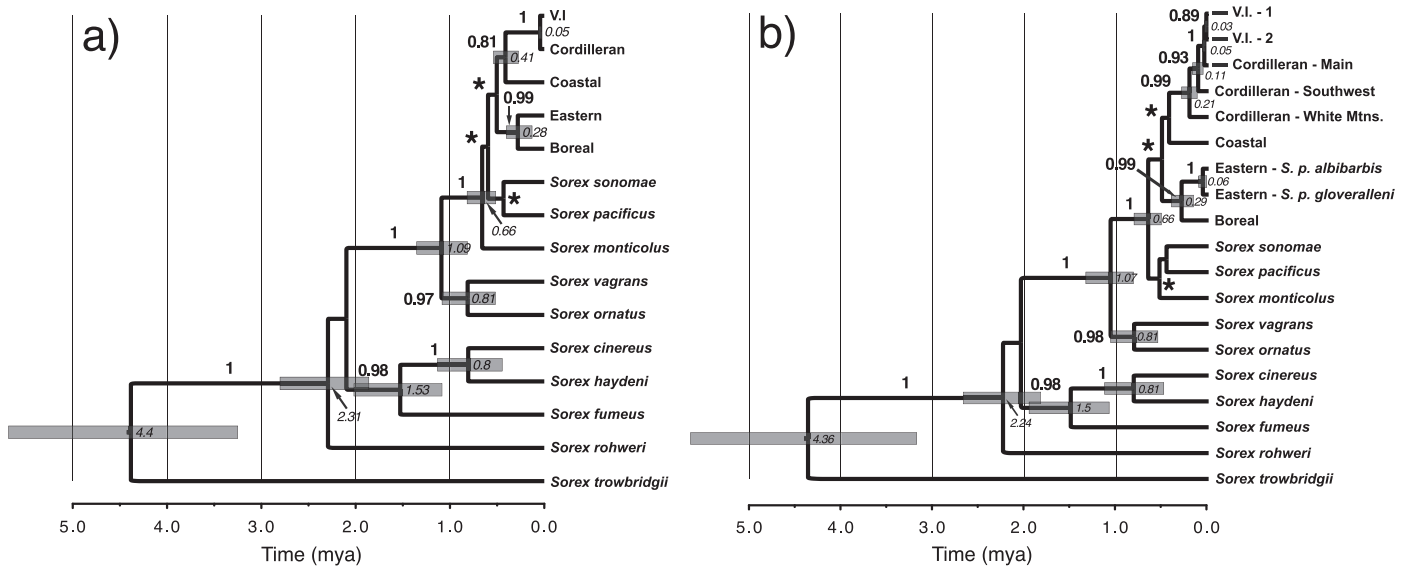 a)
1
V.I
0.05
Cordilleran
0.81
0.41
Coastal
*
0.99
Eastern
0.28
Boreal
*
1
Sorex sonomae
*
Sorex pacificus
0.66
1
1.09
Sorex monticolus
Sorex vagrans
0.97
0.81
Sorex ornatus
1
Sorex cinereus
0.8
0.98
Sorex haydeni
1
1.53
2.31
Sorex fumeus
4.4
Sorex rohweri
Sorex trowbridgii
5.0 4.0 3.0 2.0 1.0 0.0
Time (mya)
b)
0.89
V.I. - 1
0.03
1
V.I. - 2
0.05
0.93
Cordilleran - Main
0.11
0.99
Cordilleran - Southwest
0.21
*
Cordilleran - White Mtns.
*
Coastal
0.99
1
Eastern - S. p. albibarbis
0.06
Eastern - S. p. gloveralleni
0.29
1
0.66
Boreal
Sorex sonomae
1
1.07
Sorex pacificus
*
Sorex monticolus
Sorex vagrans
0.98
0.81
Sorex ornatus
1
Sorex cinereus
0.98
0.81
1
Sorex haydeni
1.5
2.24
Sorex fumeus
4.36
Sorex rohweri
Sorex trowbridgii
5.0 4.0 3.0 2.0 1.0 0.0
Time (mya)